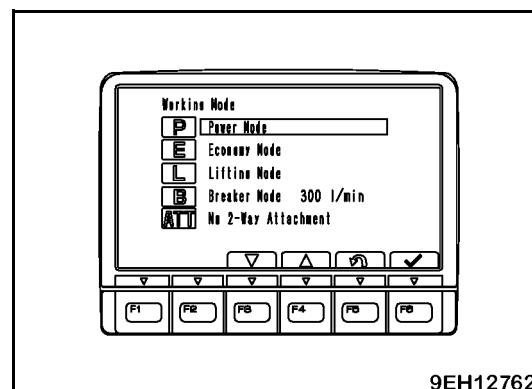 Working Mode
P Power Mode
E Economy Mode
L Lifting Mode
B Breaker Mode 300 l/min
ATT No 2-Way Attachment
F1 F2 F3 F4 F5 F6
9EH12762